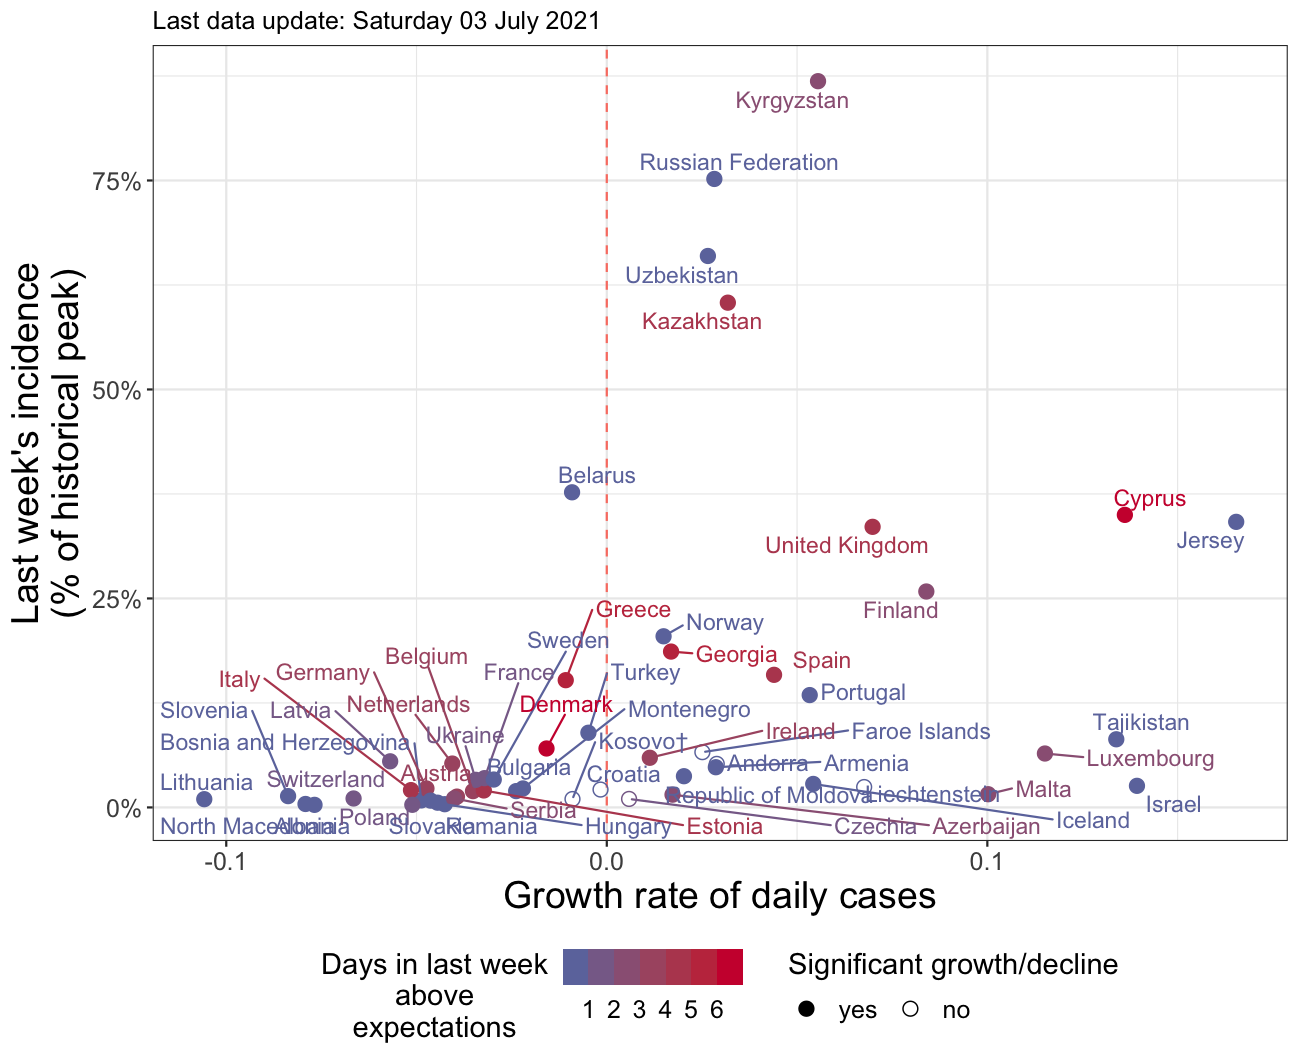 Last data update: Saturday 03 July 2021
Last week's incidence
(% of historical peak)
75%
50%
25%
0%
Kyrgyzstan
Russian Federation
Uzbekistan
Kazakhstan
Belarus
Cyprus
Jersey
United Kingdom
Finland
Greece
Norway
Sweden
Georgia
Belgium
Spain
Germany
France
Turkey
Italy
Portugal
Netherlands
Denmark
Slovenia
Latvia
Montenegro
Tajikistan
Ukraine
Ireland
Faroe Islands
Bosnia and Herzegovina
Kosovo†
Luxembourg
Austria
Bulgaria
Croatia
Andorra
Armenia
Lithuania
Switzerland
Republic of Moldova
Liechtenstein
Malta
Israel
Serbia
Poland
Iceland
North Macedonia
Albania
Slovakia
Romania
Hungary
Estonia
Czechia
Azerbaijan
-0.1
0.0
0.1
Growth rate of daily cases
Days in last week
above
expectations
1 2 3 4 5 6
Significant growth/decline
yes
no